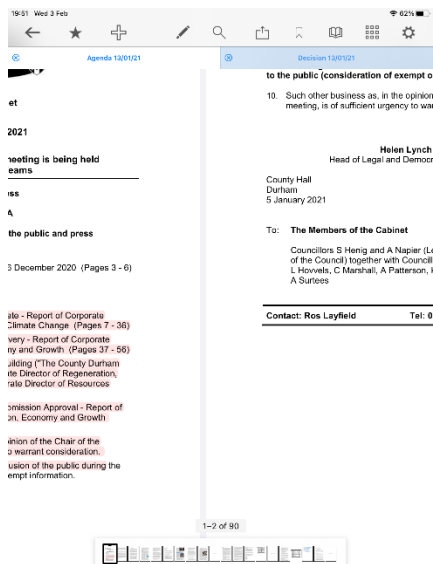 19:51 Wed 3 Feb
62%
Agenda 13/01/21
Decision 13/01/21
et
2021
neeting is being held
eams
ess
A
the public and press
6 December 2020 (Pages 3 - 6)
ate - Report of Corporate
Climate Change (Pages 7 - 36)
very - Report of Corporate
my and Growth (Pages 37 - 56)
uilding ("The County Durham
te Director of Regeneration,
rate Director of Resources
omission Approval - Report of
on, Economy and Growth
pinion of the Chair of the
o warrant consideration.
usion of the public during the
empt information.
to the public (consideration of exempt o
10. Such other business as, in the opinion
meeting, is of sufficient urgency to war
Helen Lynch
Head of Legal and Democr
County Hall
Durham
5 January 2021
To: The Members of the Cabinet
Councillors S Henig and A Napier (Le
of the Council) together with Councill
L Hovvels, C Marshall, A Patterson,
A Surtees
Contact: Ros Layfield Tel: 0
1–2 of 90